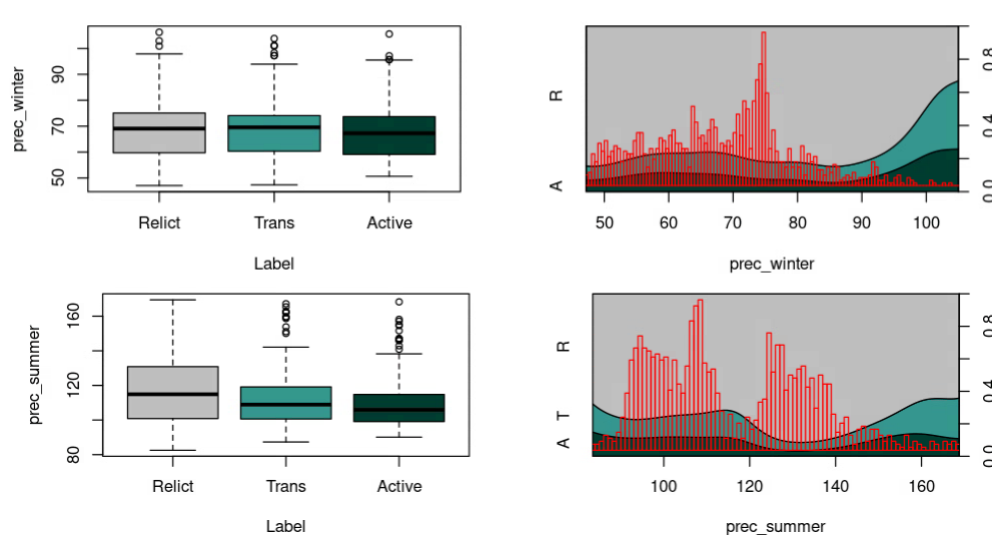 prec_winter
50
70
90
Relict
Trans
Active
Label
A
R
0.0
0.4
0.8
50
60
70
80
90
100
prec_winter
prec_summer
80
120
160
Relict
Trans
Active
Label
A
T
R
0.0
0.4
0.8
100
120
140
160
prec_summer